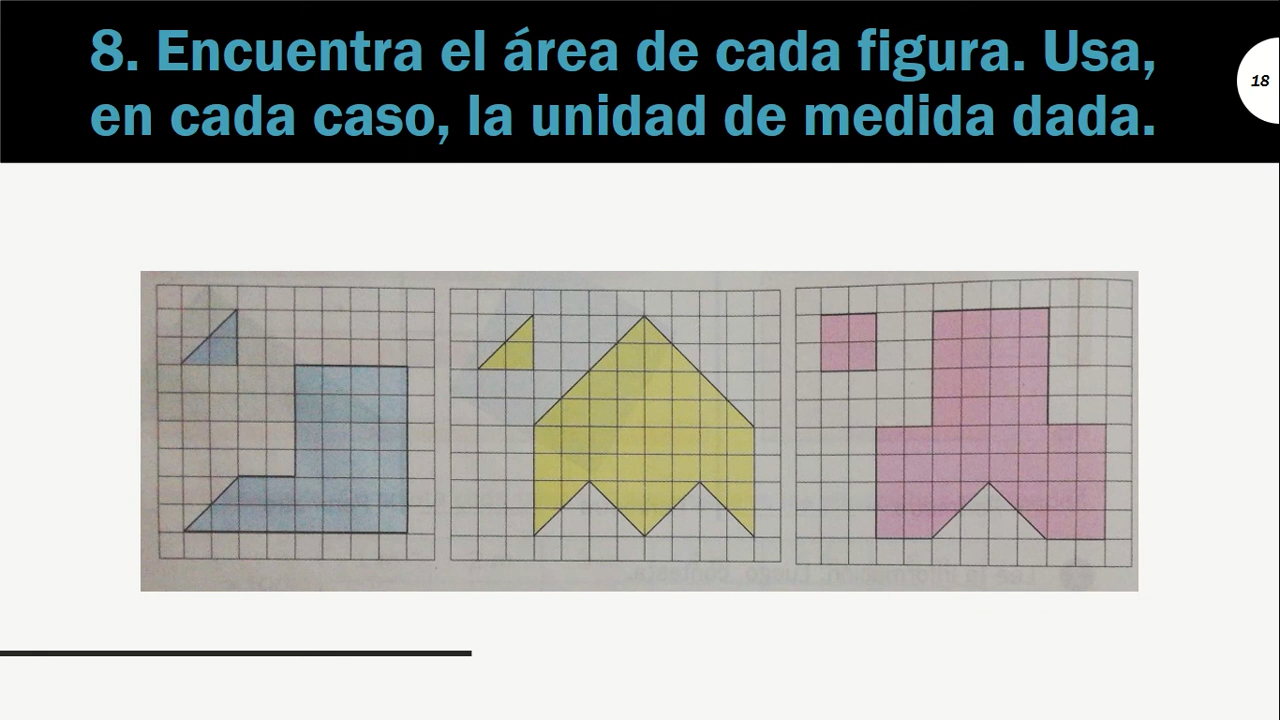 8. Encuentra el área de cada figura. Usa,
en cada caso, la unidad de medida dada.
18